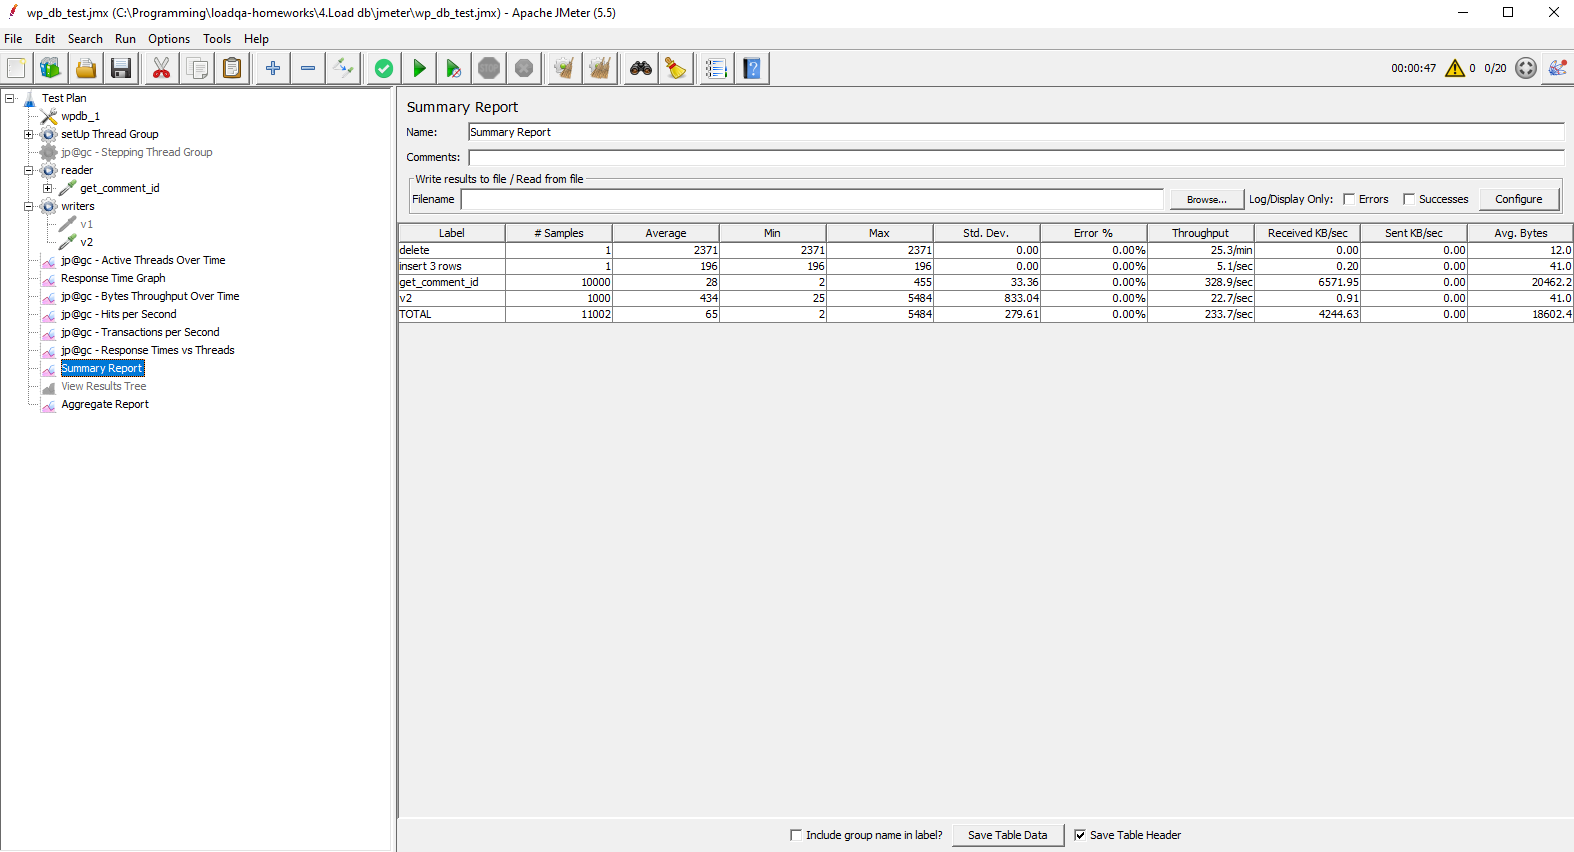 wp_db_test.jmx (C:\Programming\loadqa-homeworks\4.Load db\jmeter\wp_db_test.jmx) - Apache JMeter (5.5)
File Edit Search Run Options Tools Help
STOP
00:00:47 0 0/20
Test Plan
wpdb_1
setUp Thread Group
jp@gc - Stepping Thread Group
reader
get_comment_id
writers
v1
v2
jp@gc - Active Threads Over Time
Response Time Graph
jp@gc - Bytes Throughput Over Time
jp@gc - Hits per Second
jp@gc - Transactions per Second
jp@gc - Response Times vs Threads
Summary Report
View Results Tree
Aggregate Report
Summary Report
Name: Summary Report
Comments:
Write results to file / Read from file
Filename Browse... Log/Display Only: Errors Successes Configure
Label # Samples Average Min Max Std. Dev. Error % Throughput Received KB/sec Sent KB/sec Avg. Bytes
delete 1 2371 2371 2371 0.00 0.00% 25.3/min 0.00 0.00 12.0
insert 3 rows 1 196 196 196 0.00 0.00% 5.1/sec 0.20 0.00 41.0
get_comment_id 10000 28 2 455 33.36 0.00% 328.9/sec 6571.95 0.00 20462.2
v2 1000 434 25 5484 833.04 0.00% 22.7/sec 0.91 0.00 41.0
TOTAL 11002 65 2 5484 279.61 0.00% 233.7/sec 4244.63 0.00 18602.4
Include group name in label? Save Table Data Save Table Header